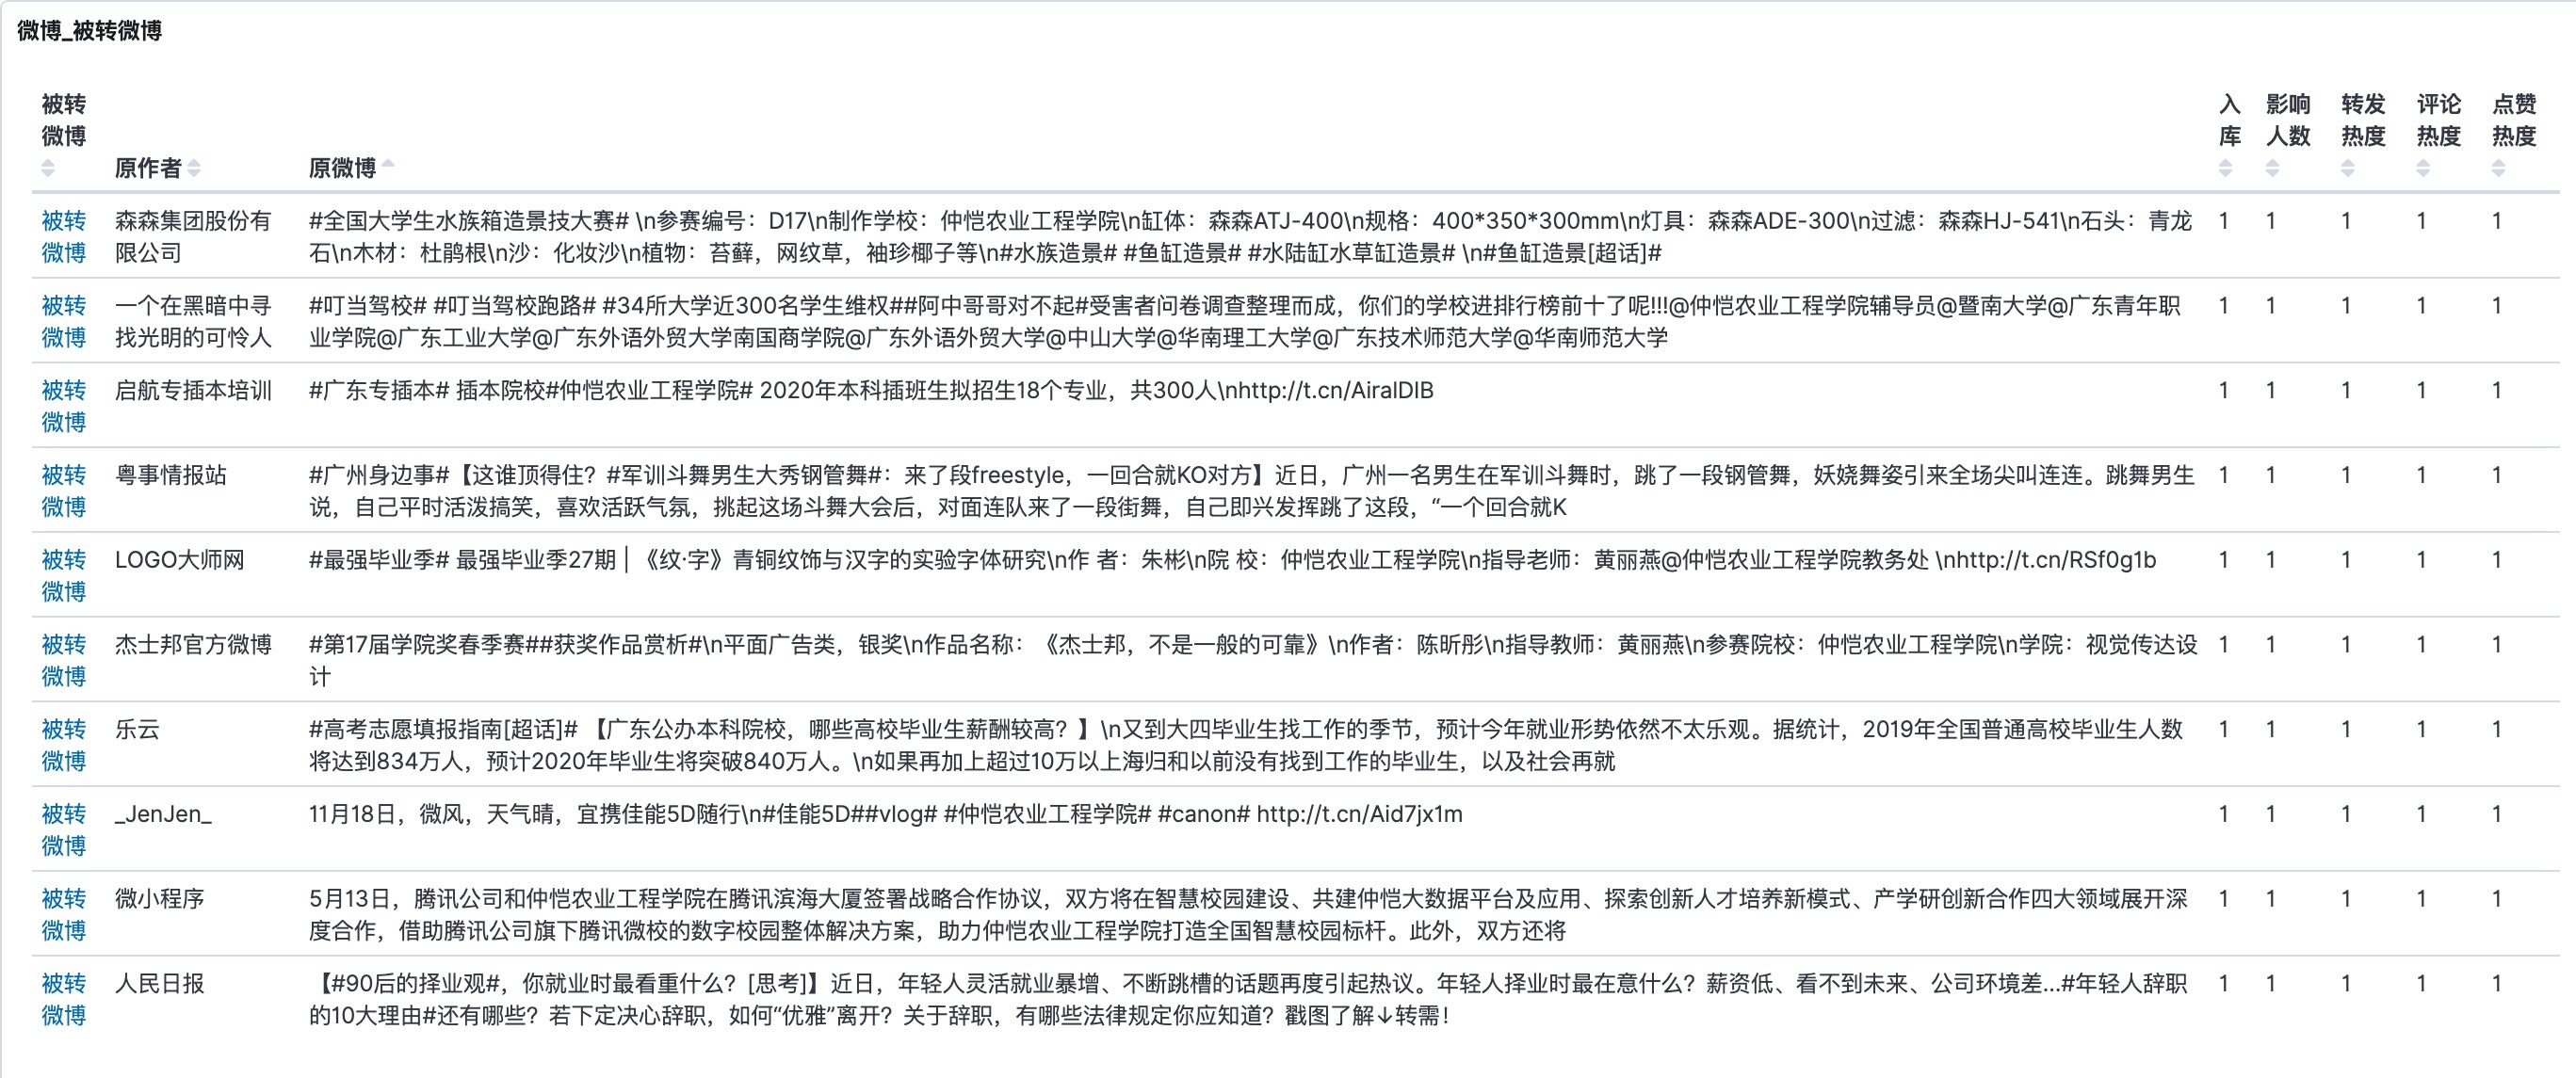 微博_被转微博
被转微博 原作者 原微博 入库 影响人数 转发热度 评论热度 点赞热度
被转 森森集团股份有 #全国大学生水族箱造景技大赛# \n参赛编号：D17\n制作学校：仲恺农业工程学院\n缸体：森森ATJ-400\n规格：400*350*300mm\n灯具：森森ADE-300\n过滤：森森HJ-541\n石头：青龙 1 1 1 1 1
微博 限公司 石\n木材：杜鹃根\n沙：化妆沙\n植物：苔藓，网纹草，袖珍椰子等\n#水族造景# #鱼缸造景# #水陆缸水草缸造景# \n#鱼缸造景[超话]#
被转 一个在黑暗中寻 #叮当驾校# #叮当驾校跑路# #34所大学近300名学生维权##阿中哥哥对不起#受害者问卷调查整理而成，你们的学校进排行榜前十了呢!!!@仲恺农业工程学院辅导员@暨南大学@广东青年职 1 1 1 1 1
微博 找光明的可怜人 业学院@广东工业大学@广东外语外贸大学南国商学院@广东外语外贸大学@中山大学@华南理工大学@广东技术师范大学@华南师范大学
被转 启航专插本培训 #广东专插本# 插本院校#仲恺农业工程学院# 2020年本科插班生拟招生18个专业，共300人\nhttp://t.cn/AiralDlB 1 1 1 1 1
微博
被转 粤事情报站 #广州身边事#【这谁顶得住？#军训斗舞男生大秀钢管舞#：来了段freestyle，一回合就KO对方】近日，广州一名男生在军训斗舞时，跳了一段钢管舞，妖娆舞姿引来全场尖叫连连。跳舞男生 1 1 1 1 1
微博 说，自己平时活泼搞笑，喜欢活跃气氛，挑起这场斗舞大会后，对面连队来了一段街舞，自己即兴发挥跳了这段，“一个回合就K
被转 LOGO大师网 #最强毕业季# 最强毕业季27期 | 《纹·字》青铜纹饰与汉字的实验字体研究\n作 者：朱彬\n院 校：仲恺农业工程学院\n指导老师：黄丽燕@仲恺农业工程学院教务处 \nhttp://t.cn/RSf0g1b 1 1 1 1 1
微博
被转 杰士邦官方微博 #第17届学院奖春季赛##获奖作品赏析#\n平面广告类，银奖\n作品名称：《杰士邦，不是一般的可靠》\n作者：陈昕彤\n指导教师：黄丽燕\n参赛院校：仲恺农业工程学院\n学院：视觉传达设 1 1 1 1 1
微博 计
被转 乐云 #高考志愿填报指南[超话]# 【广东公办本科院校，哪些高校毕业生薪酬较高？】\n又到大四毕业生找工作的季节，预计今年就业形势依然不太乐观。据统计，2019年全国普通高校毕业生人数 1 1 1 1 1
微博 将达到834万人，预计2020年毕业生将突破840万人。\n如果再加上超过10万以上海归和以前没有找到工作的毕业生，以及社会再就
被转 _JenJen_ 11月18日，微风，天气晴，宜携佳能5D随行\n#佳能5D##vlog# #仲恺农业工程学院# #canon# http://t.cn/Aid7jx1m 1 1 1 1 1
微博
被转 微小程序 5月13日，腾讯公司和仲恺农业工程学院在腾讯滨海大厦签署战略合作协议，双方将在智慧校园建设、共建仲恺大数据平台及应用、探索创新人才培养新模式、产学研创新合作四大领域展开深 1 1 1 1 1
微博 度合作，借助腾讯公司旗下腾讯微校的数字校园整体解决方案，助力仲恺农业工程学院打造全国智慧校园标杆。此外，双方还将
被转 人民日报 【#90后的择业观#，你就业时最看重什么？[思考]】近日，年轻人灵活就业暴增、不断跳槽的话题再度引起热议。年轻人择业时最在意什么？薪资低、看不到未来、公司环境差...#年轻人辞职 1 1 1 1 1
微博 的10大理由#还有哪些？若下定决心辞职，如何“优雅”离开？关于辞职，有哪些法律规定你应知道？戳图了解↓转需！